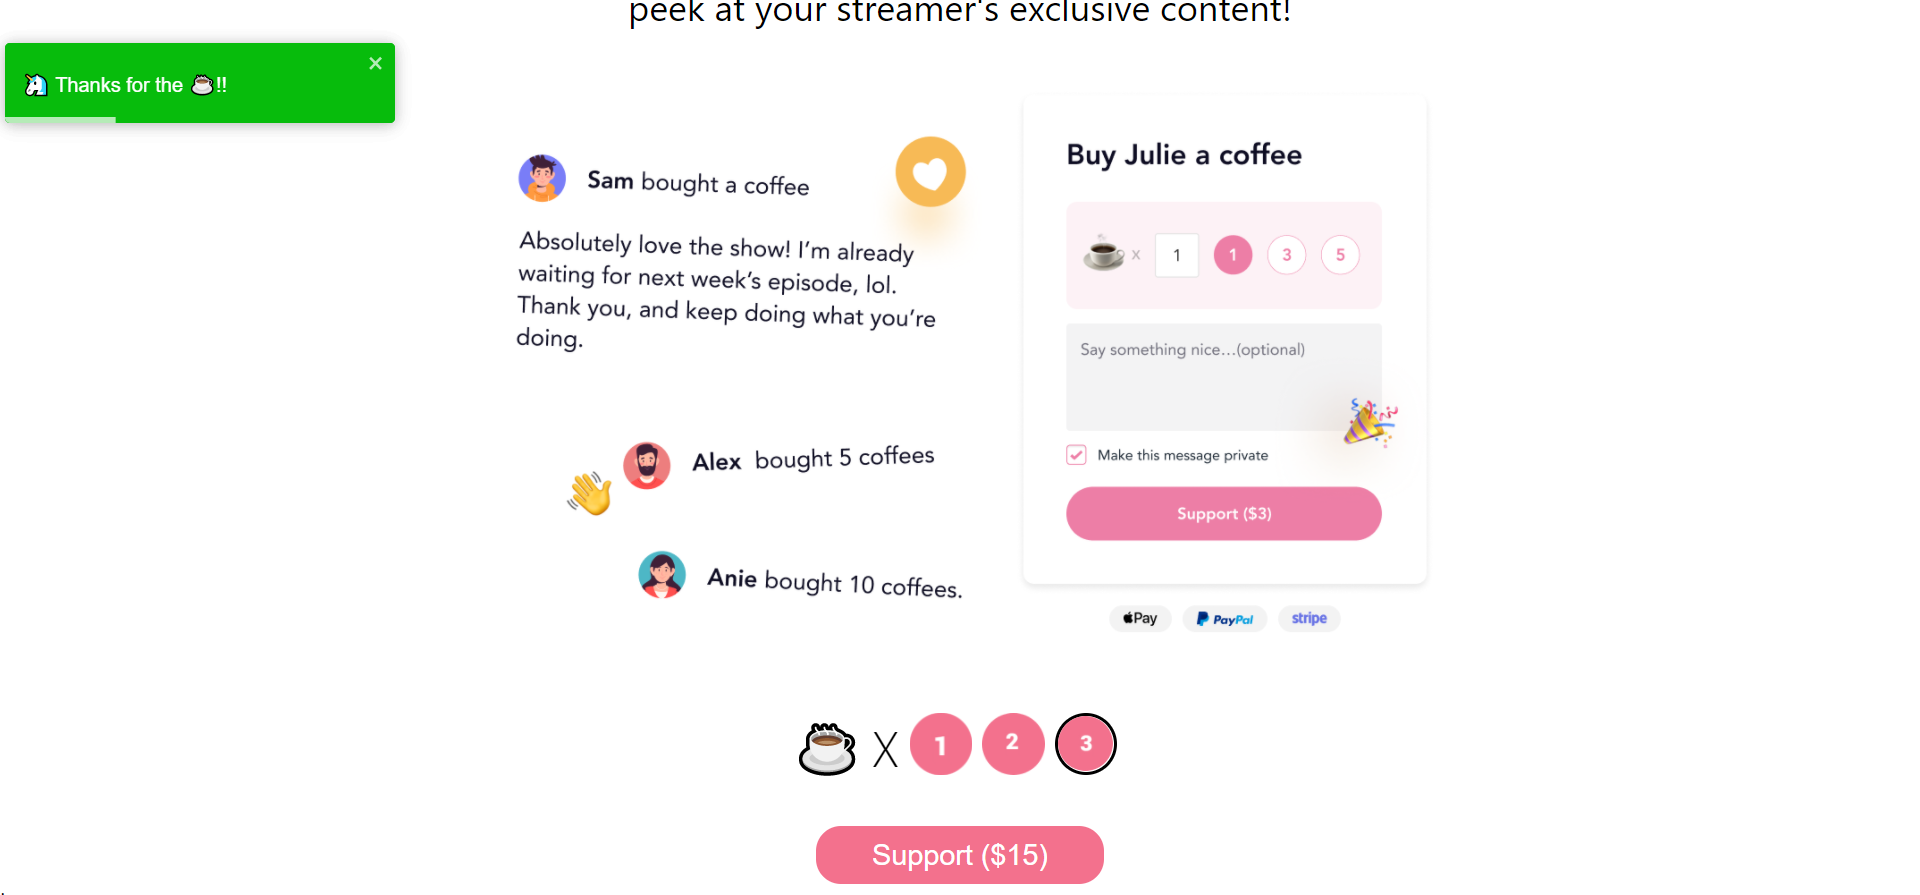 peek at your streamer's exclusive content!
Thanks for the ☕!!
Sam bought a coffee
Absolutely love the show! I'm already
waiting for next week's episode, lol.
Thank you, and keep doing what you're
doing.
Alex bought 5 coffees
Anie bought 10 coffees.
Buy Julie a coffee
x 1 1 3 5
Say something nice...(optional)
Make this message private
Support ($3)
Pay PayPal stripe
X 1 2 3
Support ($15)